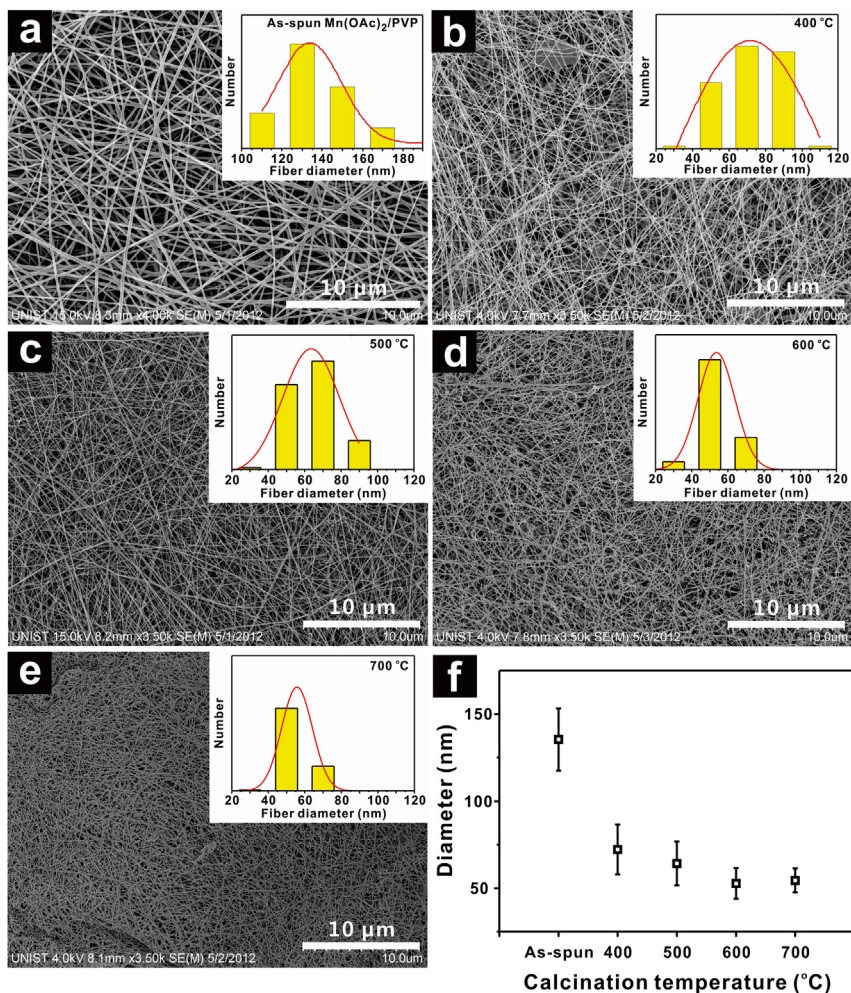 a
As-spun Mn(OAc)2/PVP
Number
100 120 140 160 180
Fiber diameter (nm)
10 μm
UNIST 15.0kV 8.5mm x4.00k SE(M) 5/1/2012 10.0um
b
400 °C
Number
20 40 60 80 100 120
Fiber diameter (nm)
10 μm
UNIST 4.0kV 7.7mm x3.50k SE(M) 5/2/2012 10.0um
c
500 °C
Number
20 40 60 80 100 120
Fiber diameter (nm)
10 μm
UNIST 15.0kV 8.2mm x3.50k SE(M) 5/1/2012 10.0um
d
600 °C
Number
20 40 60 80 100 120
Fiber diameter (nm)
10 μm
UNIST 4.0kV 7.8mm x3.50k SE(M) 5/3/2012 10.0um
e
700 °C
Number
20 40 60 80 100 120
Fiber diameter (nm)
10 μm
UNIST 4.0kV 8.1mm x3.50k SE(M) 5/2/2012 10.0um
f
Diameter (nm)
150
100
50
As-spun 400 500 600 700
Calcination temperature (°C)